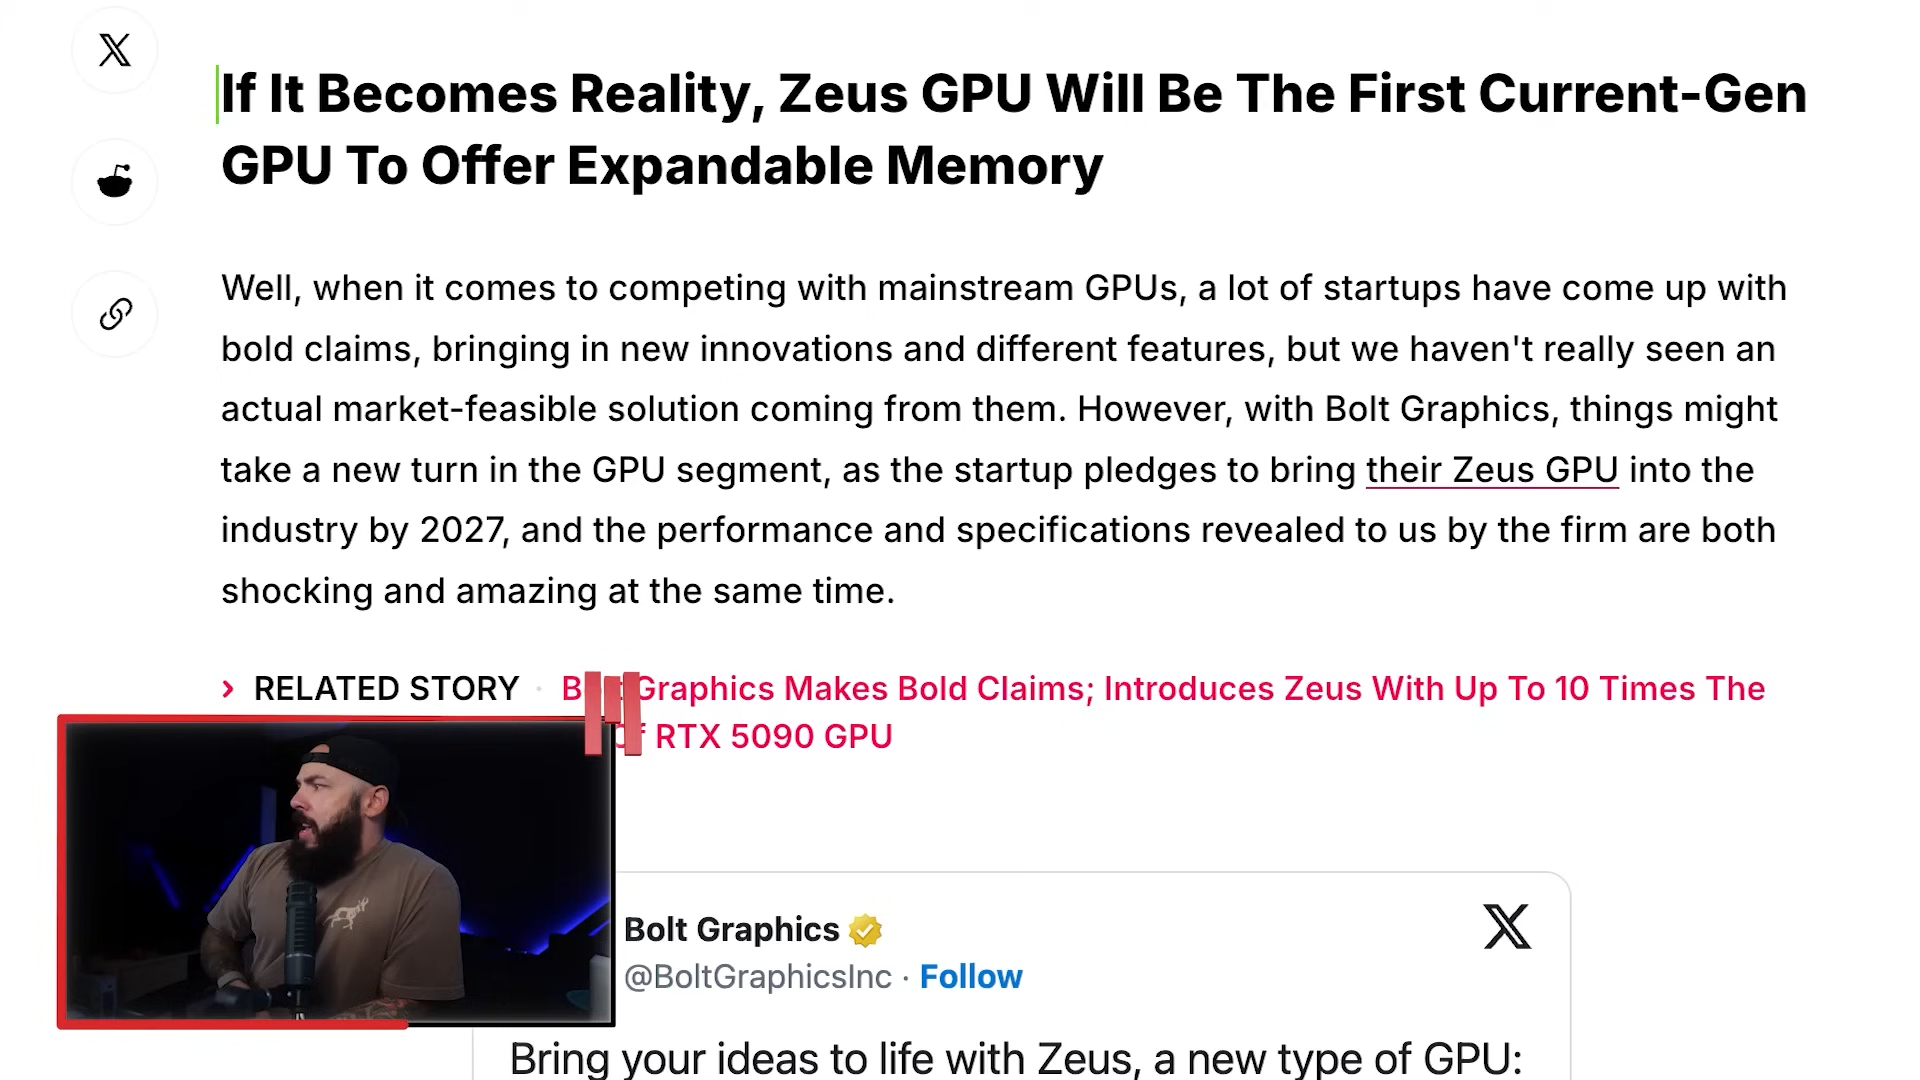 If It Becomes Reality, Zeus GPU Will Be The First Current-Gen
GPU To Offer Expandable Memory
Well, when it comes to competing with mainstream GPUs, a lot of startups have come up with
bold claims, bringing in new innovations and different features, but we haven't really seen an
actual market-feasible solution coming from them. However, with Bolt Graphics, things might
take a new turn in the GPU segment, as the startup pledges to bring their Zeus GPU into the
industry by 2027, and the performance and specifications revealed to us by the firm are both
shocking and amazing at the same time.
RELATED STORY · Graphics Makes Bold Claims; Introduces Zeus With Up To 10 Times The
RTX 5090 GPU
Bolt Graphics
@BoltGraphicsInc · Follow
Bring your ideas to life with Zeus, a new type of GPU: